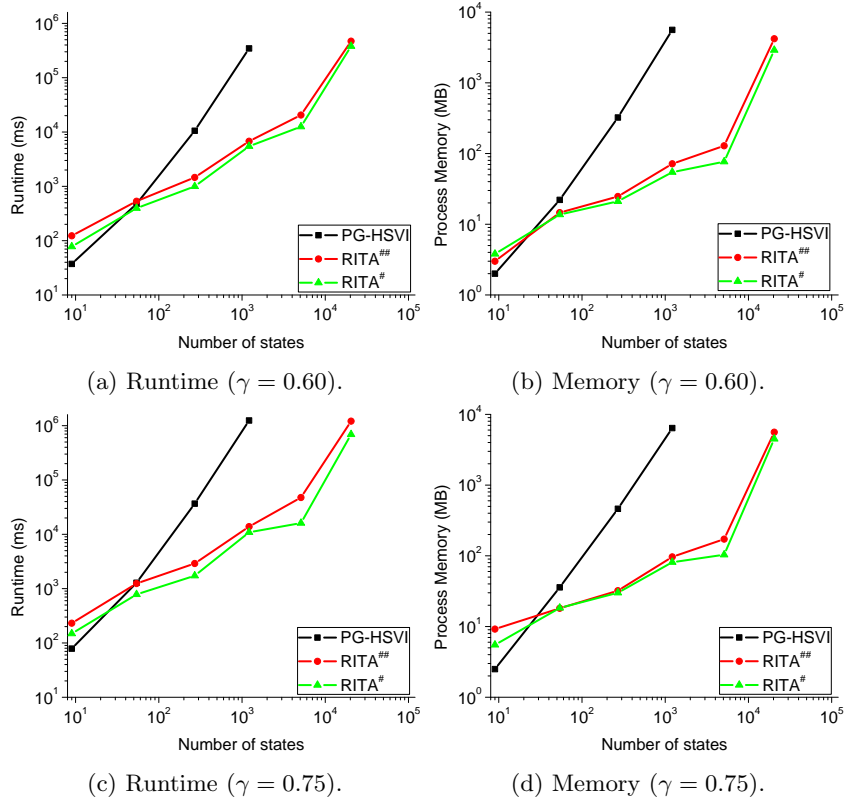 10^6
10^5
10^4
10^3
10^2
10^1
Runtime (ms)
10^1 10^2 10^3 10^4 10^5
Number of states
PG-HSVI
RITA^##
RITA^#
(a) Runtime (γ = 0.60).
10^4
10^3
10^2
10^1
10^0
Process Memory (MB)
10^1 10^2 10^3 10^4 10^5
Number of states
PG-HSVI
RITA^##
RITA^#
(b) Memory (γ = 0.60).
10^6
10^5
10^4
10^3
10^2
10^1
Runtime (ms)
10^1 10^2 10^3 10^4 10^5
Number of states
PG-HSVI
RITA^##
RITA^#
(c) Runtime (γ = 0.75).
10^4
10^3
10^2
10^1
10^0
Process Memory (MB)
10^1 10^2 10^3 10^4 10^5
Number of states
PG-HSVI
RITA^##
RITA^#
(d) Memory (γ = 0.75).